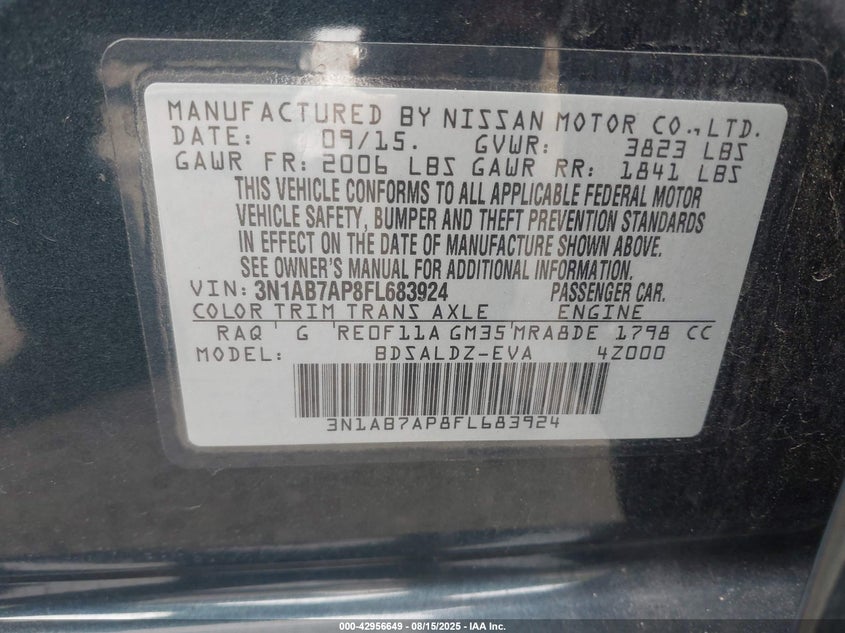 MANUFACTURED BY NISSAN MOTOR CO., LTD.
DATE: 09/15. GVWR: 3823 LBS
GAWR FR: 2006 LBS GAWR RR: 1841 LBS
THIS VEHICLE CONFORMS TO ALL APPLICABLE FEDERAL MOTOR
VEHICLE SAFETY, BUMPER AND THEFT PREVENTION STANDARDS
IN EFFECT ON THE DATE OF MANUFACTURE SHOWN ABOVE.
SEE OWNER'S MANUAL FOR ADDITIONAL INFORMATION.
VIN: 3N1AB7AP8FL683924 PASSENGER CAR.
COLOR TRIM TRANS AXLE ENGINE
RAQ G RE0F11A GM35 MRA8DE 1798 CC
MODEL: BDSALDZ-EVA 4Z000
3N1AB7AP8FL683924
000-42956649 - 08/15/2025 - IAA Inc.